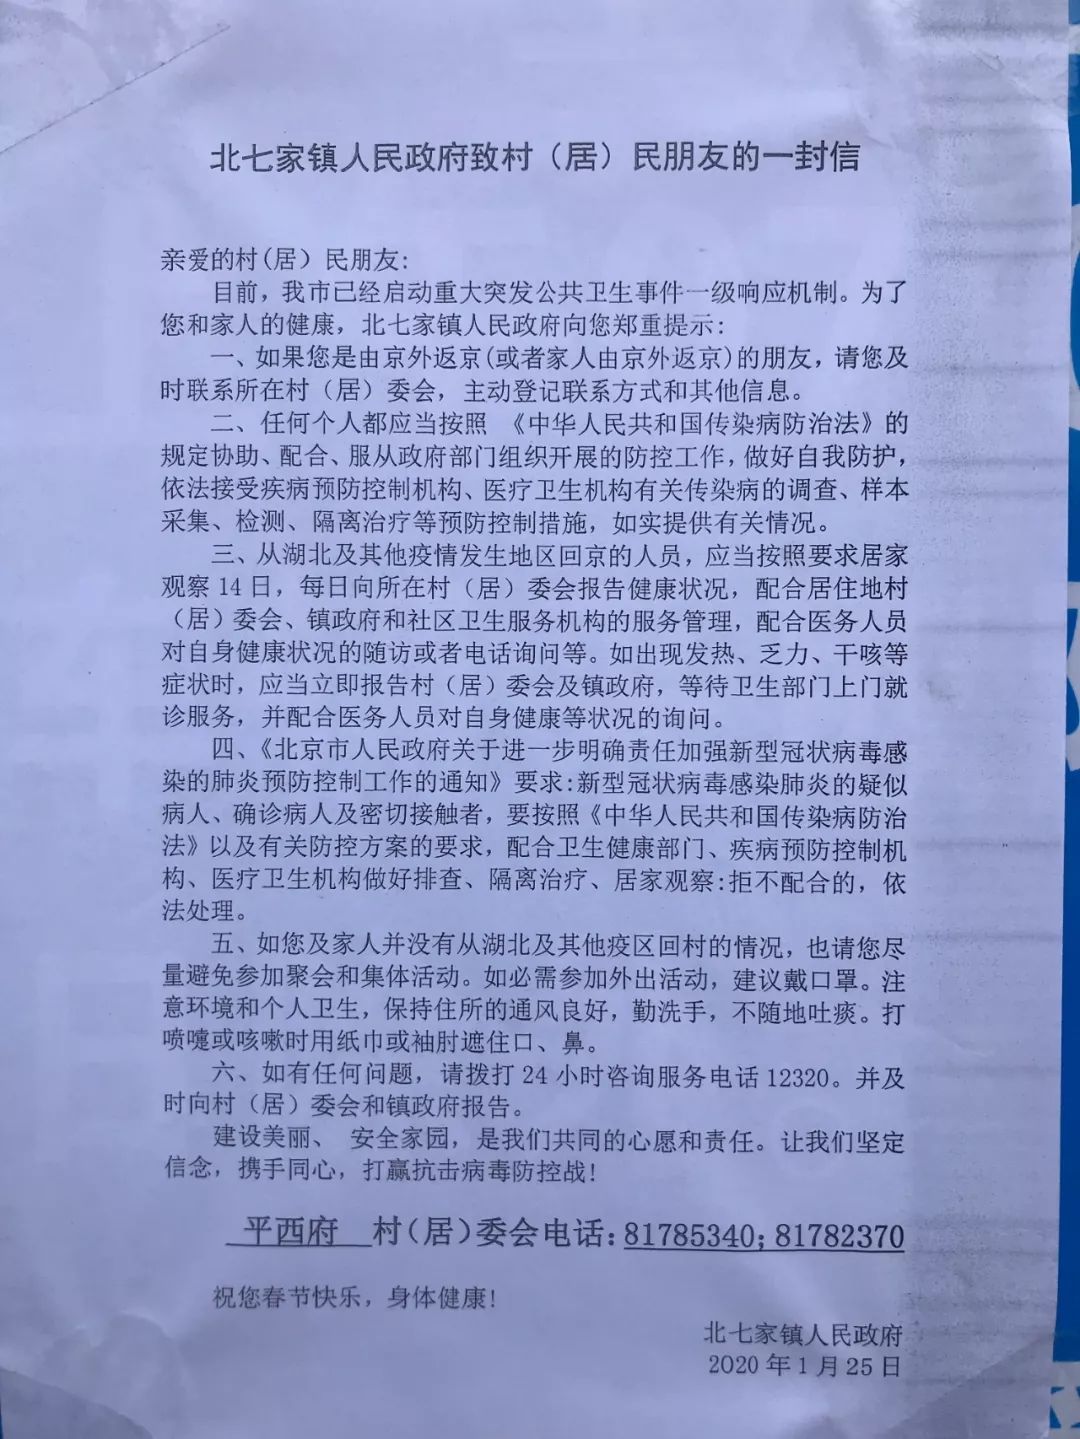 北七家镇人民政府致村（居）民朋友的一封信
亲爱的村(居）民朋友:
目前，我市已经启动重大突发公共卫生事件一级响应机制。为了
您和家人的健康，北七家镇人民政府向您郑重提示:
一、如果您是由京外返京(或者家人由京外返京)的朋友，请您及
时联系所在村（居）委会，主动登记联系方式和其他信息。
二、任何个人都应当按照 《中华人民共和国传染病防治法》的
规定协助、配合、服从政府部门组织开展的防控工作，做好自我防护，
依法接受疾病预防控制机构、医疗卫生机构有关传染病的调查、样本
采集、检测、隔离治疗等预防控制措施，如实提供有关情况。
三、从湖北及其他疫情发生地区回京的人员，应当按照要求居家
观察14日，每日向所在村（居）委会报告健康状况，配合居住地村
（居）委会、镇政府和社区卫生服务机构的服务管理，配合医务人员
对自身健康状况的随访或者电话询问等。如出现发热、乏力、干咳等
症状时，应当立即报告村（居）委会及镇政府，等待卫生部门上门就
诊服务，并配合医务人员对自身健康等状况的询问。
四、《北京市人民政府关于进一步明确责任加强新型冠状病毒感
染的肺炎预防控制工作的通知》要求:新型冠状病毒感染肺炎的疑似
病人、确诊病人及密切接触者，要按照《中华人民共和国传染病防治
法》以及有关防控方案的要求，配合卫生健康部门、疾病预防控制机
构、医疗卫生机构做好排查、隔离治疗、居家观察:拒不配合的，依
法处理。
五、如您及家人并没有从湖北及其他疫区回村的情况，也请您尽
量避免参加聚会和集体活动。如必需参加外出活动，建议戴口罩。注
意环境和个人卫生，保持住所的通风良好，勤洗手，不随地吐痰。打
喷嚏或咳嗽时用纸巾或袖肘遮住口、鼻。
六、如有任何问题，请拨打24小时咨询服务电话12320。并及
时向村（居）委会和镇政府报告。
建设美丽、 安全家园，是我们共同的心愿和责任。让我们坚定
信念，携手同心，打赢抗击病毒防控战!
平西府 村（居）委会电话：81785340；81782370
祝您春节快乐，身体健康!
北七家镇人民政府
2020年1月25日